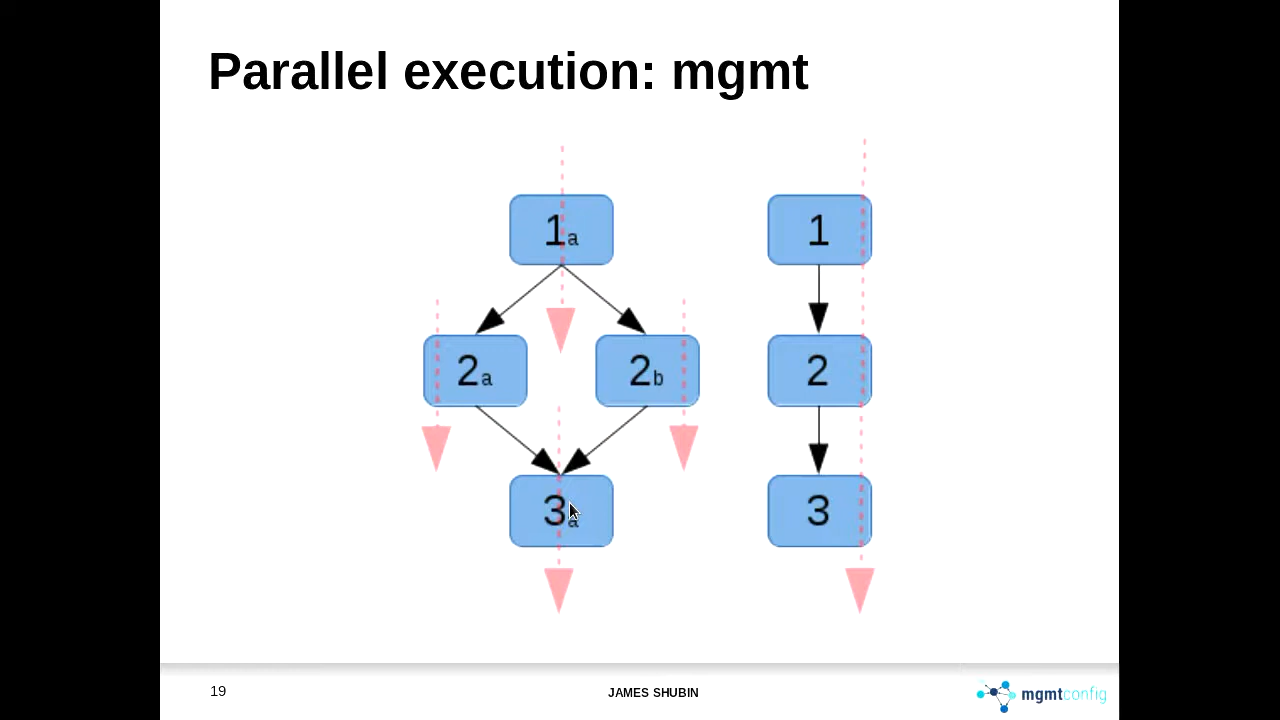 Parallel execution: mgmt
1a
1
2a
2b
2
3a
3
19
JAMES SHUBIN
mgmtconfig